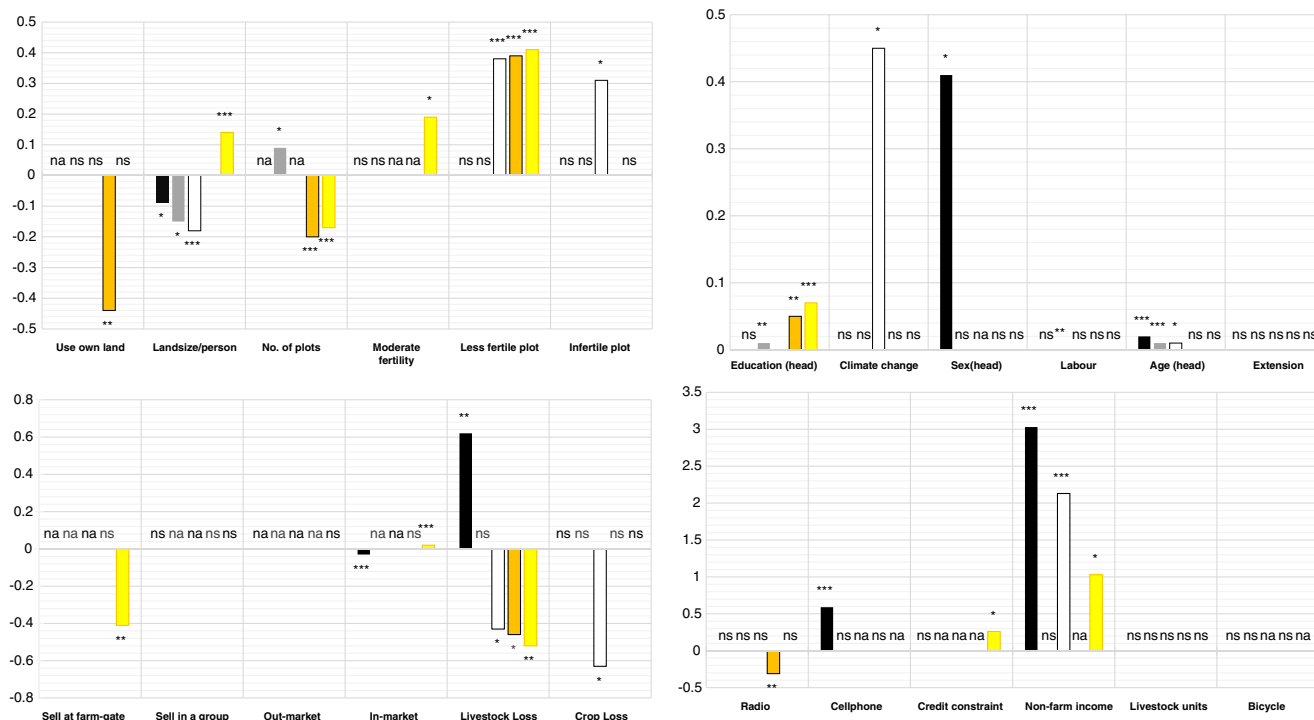 0.5
0.4
0.3
0.2
0.1
0
-0.1
-0.2
-0.3
-0.4
-0.5
na ns ns ns
**
* * *** ***
na * na *** ***
ns ns na na *
ns ns *** *** ***
ns ns * ns
Use own land Landsize/person No. of plots Moderate fertility Less fertile plot Infertile plot
0.5
0.4
0.3
0.2
0.1
0
ns ** ** ***
ns ns * ns ns
* ns na ns ns
ns ** ns ns ns
*** *** * ns ns
ns ns ns ns ns
Education (head) Climate change Sex(head) Labour Age (head) Extension
0.8
0.6
0.4
0.2
0
-0.2
-0.4
-0.6
-0.8
na na na ns **
ns na na ns ns
na na na na ns
*** na na ns ***
** ns * * **
ns ns * ns ns
Sell at farm-gate Sell in a group Out-market In-market Livestock Loss Crop Loss
3.5
3
2.5
2
1.5
1
0.5
0
-0.5
ns ns ns ** ns
*** ns na ns na
ns na na na *
*** ns *** na *
ns ns ns ns ns
ns ns na ns na
Radio Cellphone Credit constraint Non-farm income Livestock units Bicycle